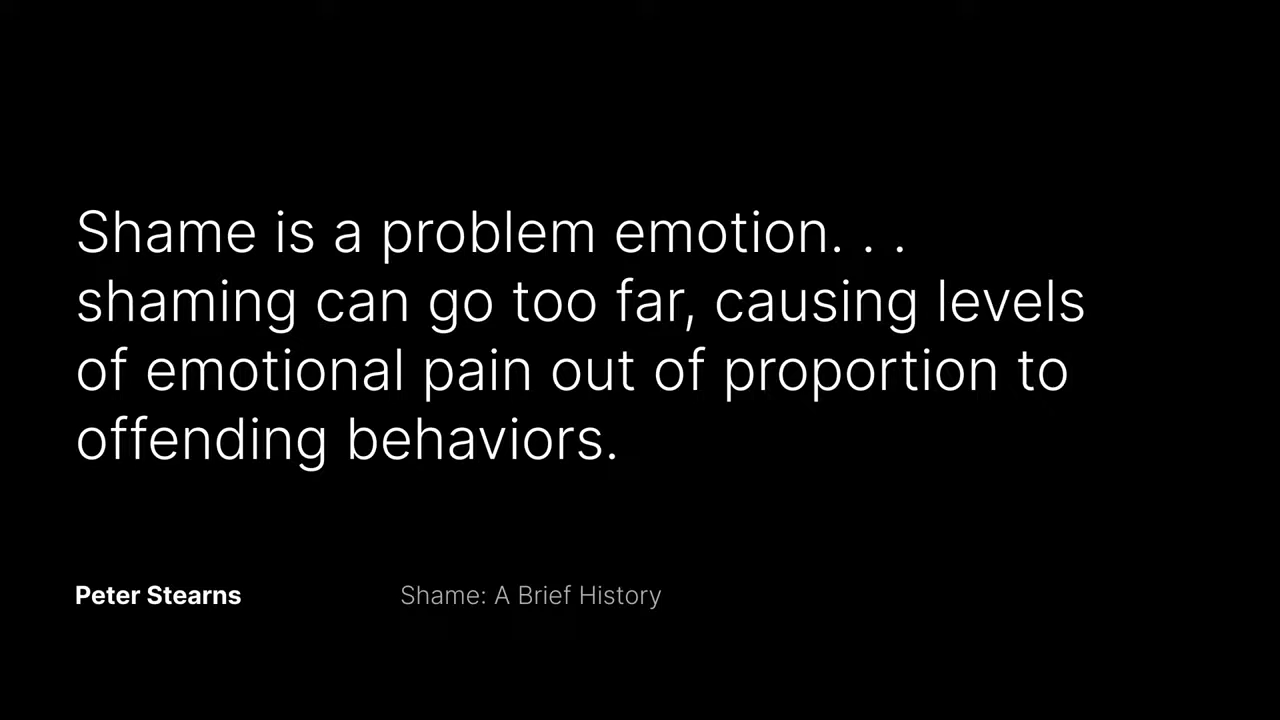 Shame is a problem emotion. . .
shaming can go too far, causing levels
of emotional pain out of proportion to
offending behaviors.
Peter Stearns
Shame: A Brief History